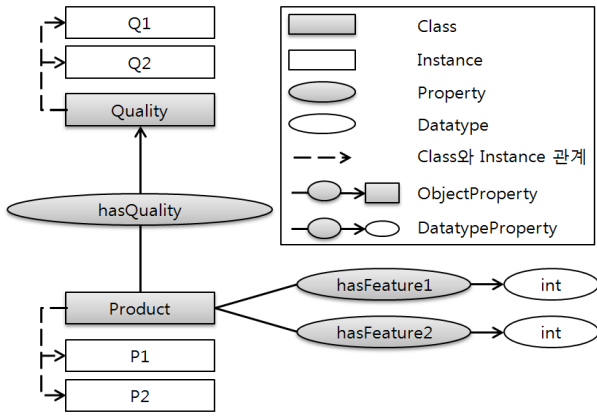 Q1
Q2
Quality
hasQuality
Product
P1
P2
hasFeature1
int
hasFeature2
int
Class
Instance
Property
Datatype
Class와 Instance 관계
ObjectProperty
DatatypeProperty